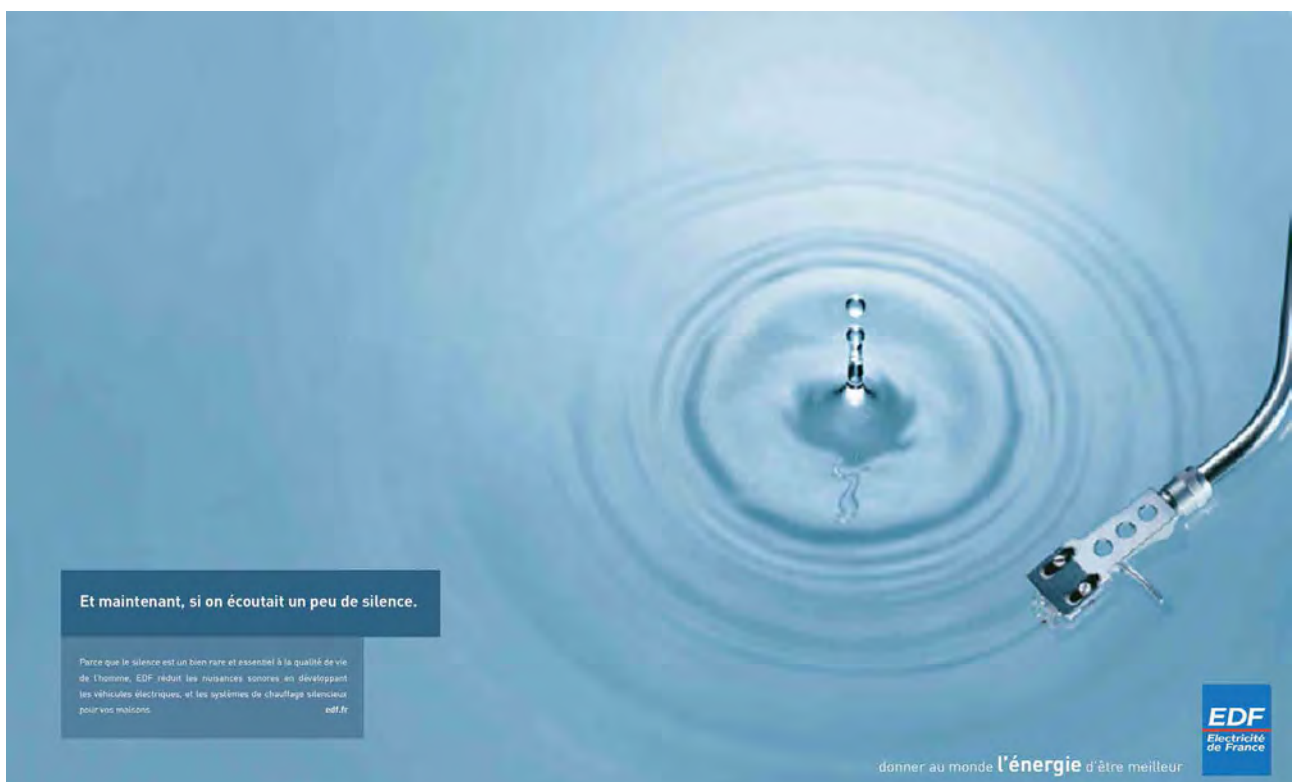 Et maintenant, si on écoutait un peu de silence.
Parce que le silence est un bien rare et essentiel à la qualité de vie
de l'homme, EDF réduit les nuisances sonores en développant
les véhicules électriques, et les systèmes de chauffage silencieux
pour vos maisons. edf.fr
EDF
Electricité
de France
donner au monde l'énergie d'être meilleur